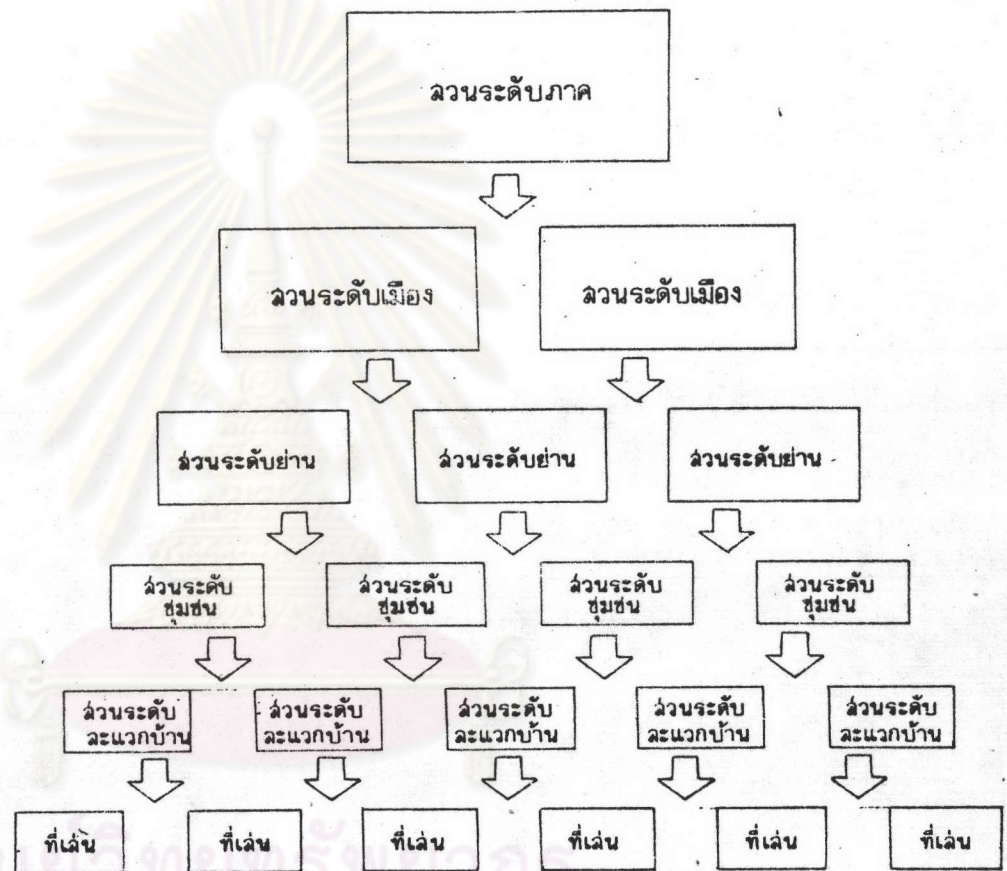 สวนระดับภาค
สวนระดับเมือง
สวนระดับเมือง
สวนระดับย่าน
สวนระดับย่าน
สวนระดับย่าน
สวนระดับ
ชุมชน
สวนระดับ
ชุมชน
สวนระดับ
ชุมชน
สวนระดับ
ชุมชน
สวนระดับ
ละแวกบ้าน
สวนระดับ
ละแวกบ้าน
สวนระดับ
ละแวกบ้าน
สวนระดับ
ละแวกบ้าน
สวนระดับ
ละแวกบ้าน
ที่เล่น
ที่เล่น
ที่เล่น
ที่เล่น
ที่เล่น
ที่เล่น